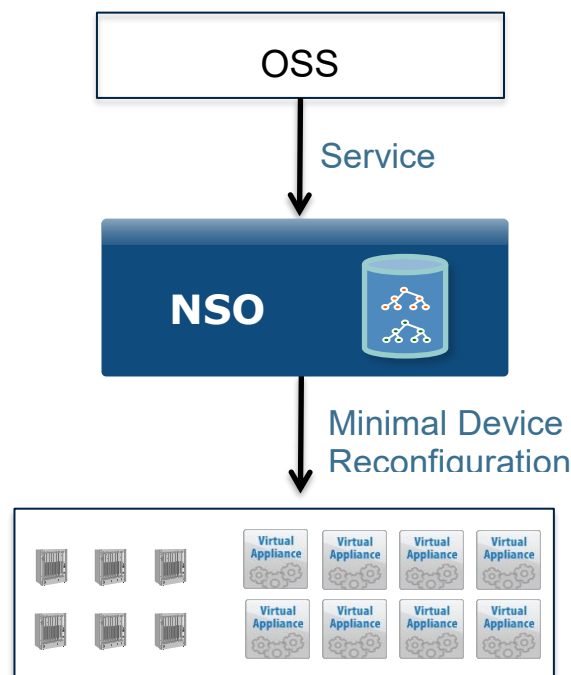 OSS
Service
NSO
Minimal Device
Reconfiguration
Virtual
Appliance
Virtual
Appliance
Virtual
Appliance
Virtual
Appliance
Virtual
Appliance
Virtual
Appliance
Virtual
Appliance
Virtual
Appliance